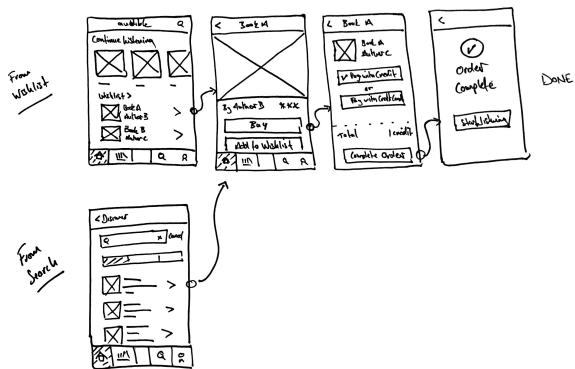 From
Wishlist
audible
Continue listening
Wishlist >
Book A
Author B
Book B
Author C
< Book A
By Author B
Buy
Add to Wishlist
< Book A
Book A
Author C
✓ Pay with Credit
or
Pay with Credit Card
Total 1 credit
Complete Order
<
✓
Order
Complete
Start listening
DONE
From
Search
< Discover
Q x Cancel